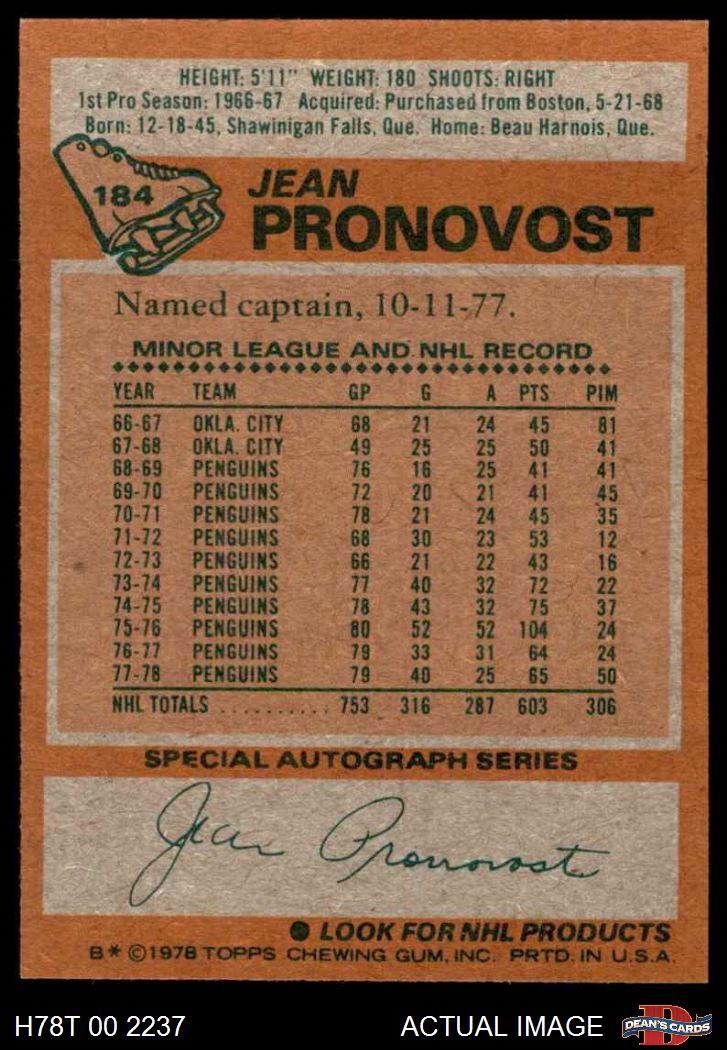 HEIGHT: 5'11" WEIGHT: 180 SHOOTS: RIGHT
1st Pro Season: 1966-67 Acquired: Purchased from Boston, 5-21-68
Born: 12-18-45, Shawinigan Falls, Que. Home: Beau Harnois, Que.
184
JEAN
PRONOVOST
Named captain, 10-11-77.
MINOR LEAGUE AND NHL RECORD
YEAR TEAM GP G A PTS PIM
66-67 OKLA. CITY 68 21 24 45 81
67-68 OKLA. CITY 49 25 25 50 41
68-69 PENGUINS 76 16 25 41 41
69-70 PENGUINS 72 20 21 41 45
70-71 PENGUINS 78 21 24 45 35
71-72 PENGUINS 68 30 23 53 12
72-73 PENGUINS 66 21 22 43 16
73-74 PENGUINS 77 40 32 72 22
74-75 PENGUINS 78 43 32 75 37
75-76 PENGUINS 80 52 52 104 24
76-77 PENGUINS 79 33 31 64 24
77-78 PENGUINS 79 40 25 65 50
NHL TOTALS .......... 753 316 287 603 306
SPECIAL AUTOGRAPH SERIES
Jean Pronovost
● LOOK FOR NHL PRODUCTS
B* ©1978 TOPPS CHEWING GUM, INC. PRTD. IN U.S.A.
H78T 00 2237 ACTUAL IMAGE
D
DEAN'S CARDS